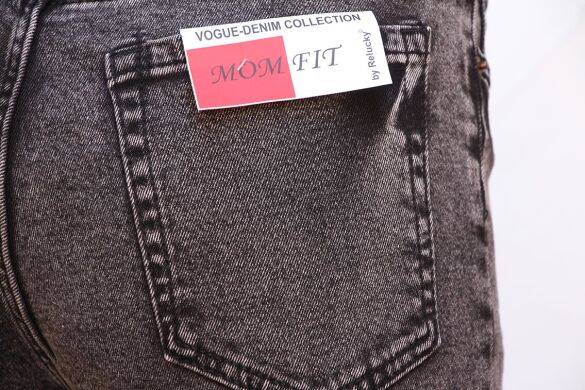 VOGUE-DENIM COLLECTION
MOM FIT
by Relucky